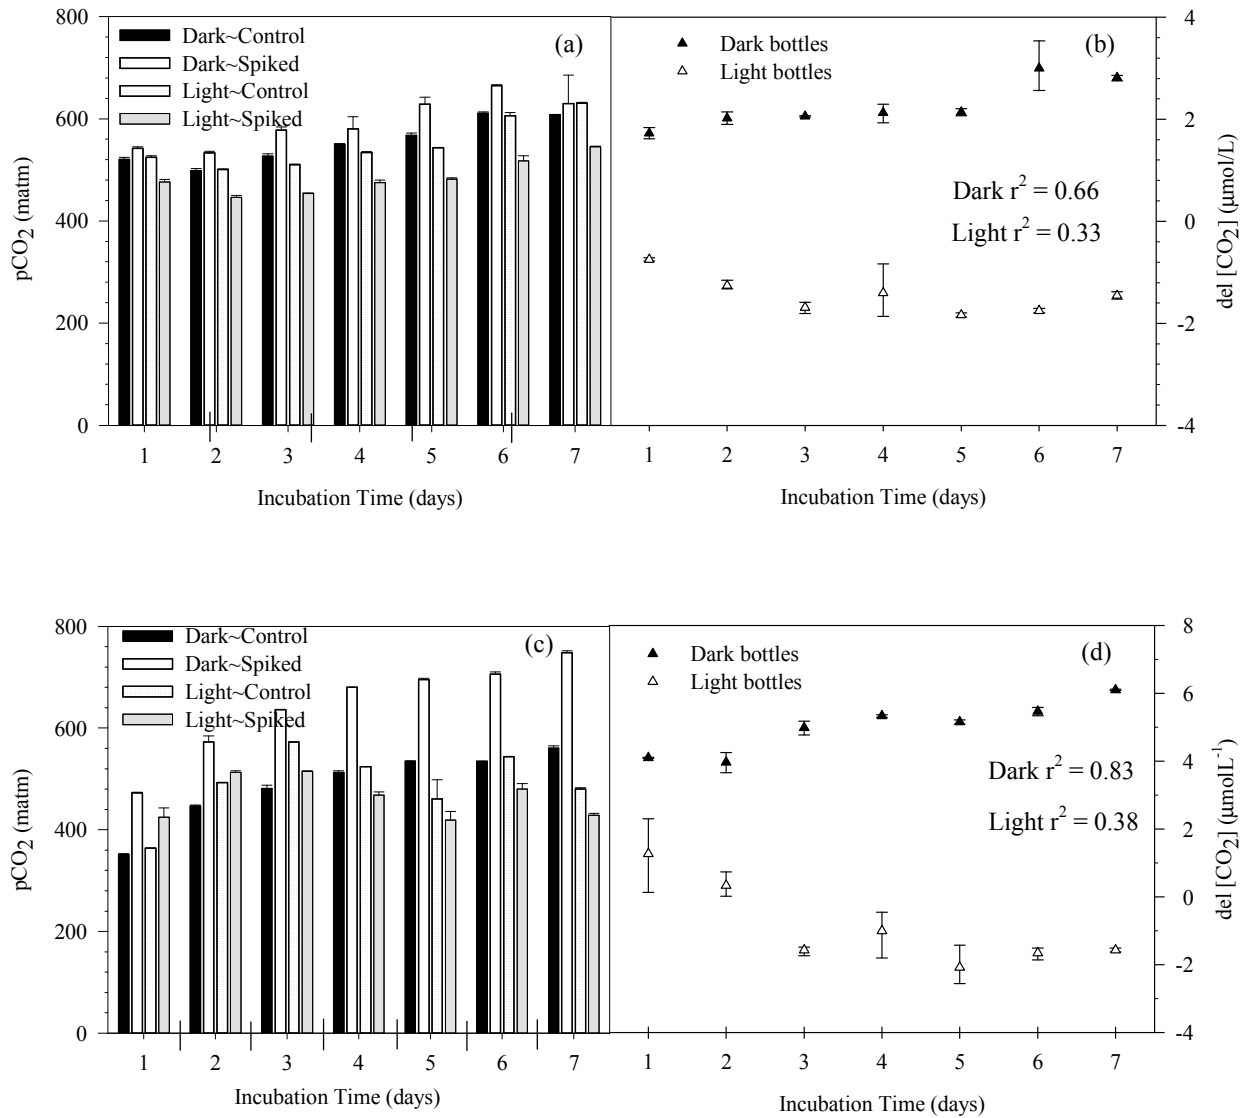 800
600
400
200
0
pCO2 (matm)
Dark~Control
Dark~Spiked
Light~Control
Light~Spiked
(a)
1 2 3 4 5 6 7
Incubation Time (days)
Dark bottles
Light bottles
(b)
Dark r2 = 0.66
Light r2 = 0.33
4
2
0
-2
-4
del [CO2] (µmol/L)
1 2 3 4 5 6 7
Incubation Time (days)
800
600
400
200
0
pCO2 (matm)
Dark~Control
Dark~Spiked
Light~Control
Light~Spiked
(c)
1 2 3 4 5 6 7
Incubation Time (days)
Dark bottles
Light bottles
(d)
Dark r2 = 0.83
Light r2 = 0.38
8
6
4
2
0
-2
-4
del [CO2] (µmolL-1)
1 2 3 4 5 6 7
Incubation Time (days)